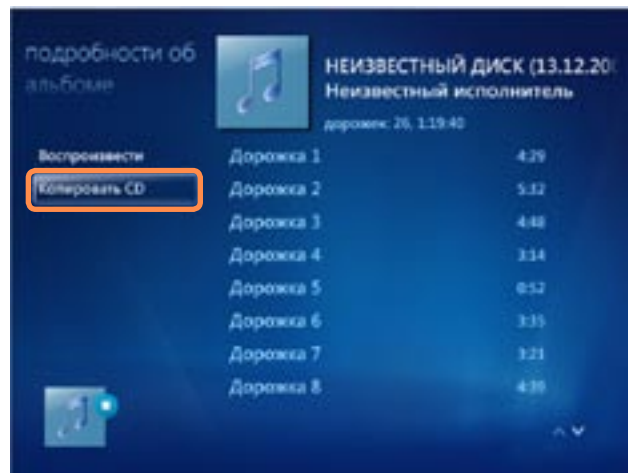 подробности об
альбоме
НЕИЗВЕСТНЫЙ ДИСК (13.12.20
Неизвестный исполнитель
дорожек: 26, 1:19:40
Воспроизвести
Копировать CD
Дорожка 1 4:29
Дорожка 2 5:32
Дорожка 3 4:48
Дорожка 4 3:14
Дорожка 5 0:52
Дорожка 6 3:35
Дорожка 7 3:21
Дорожка 8 4:39